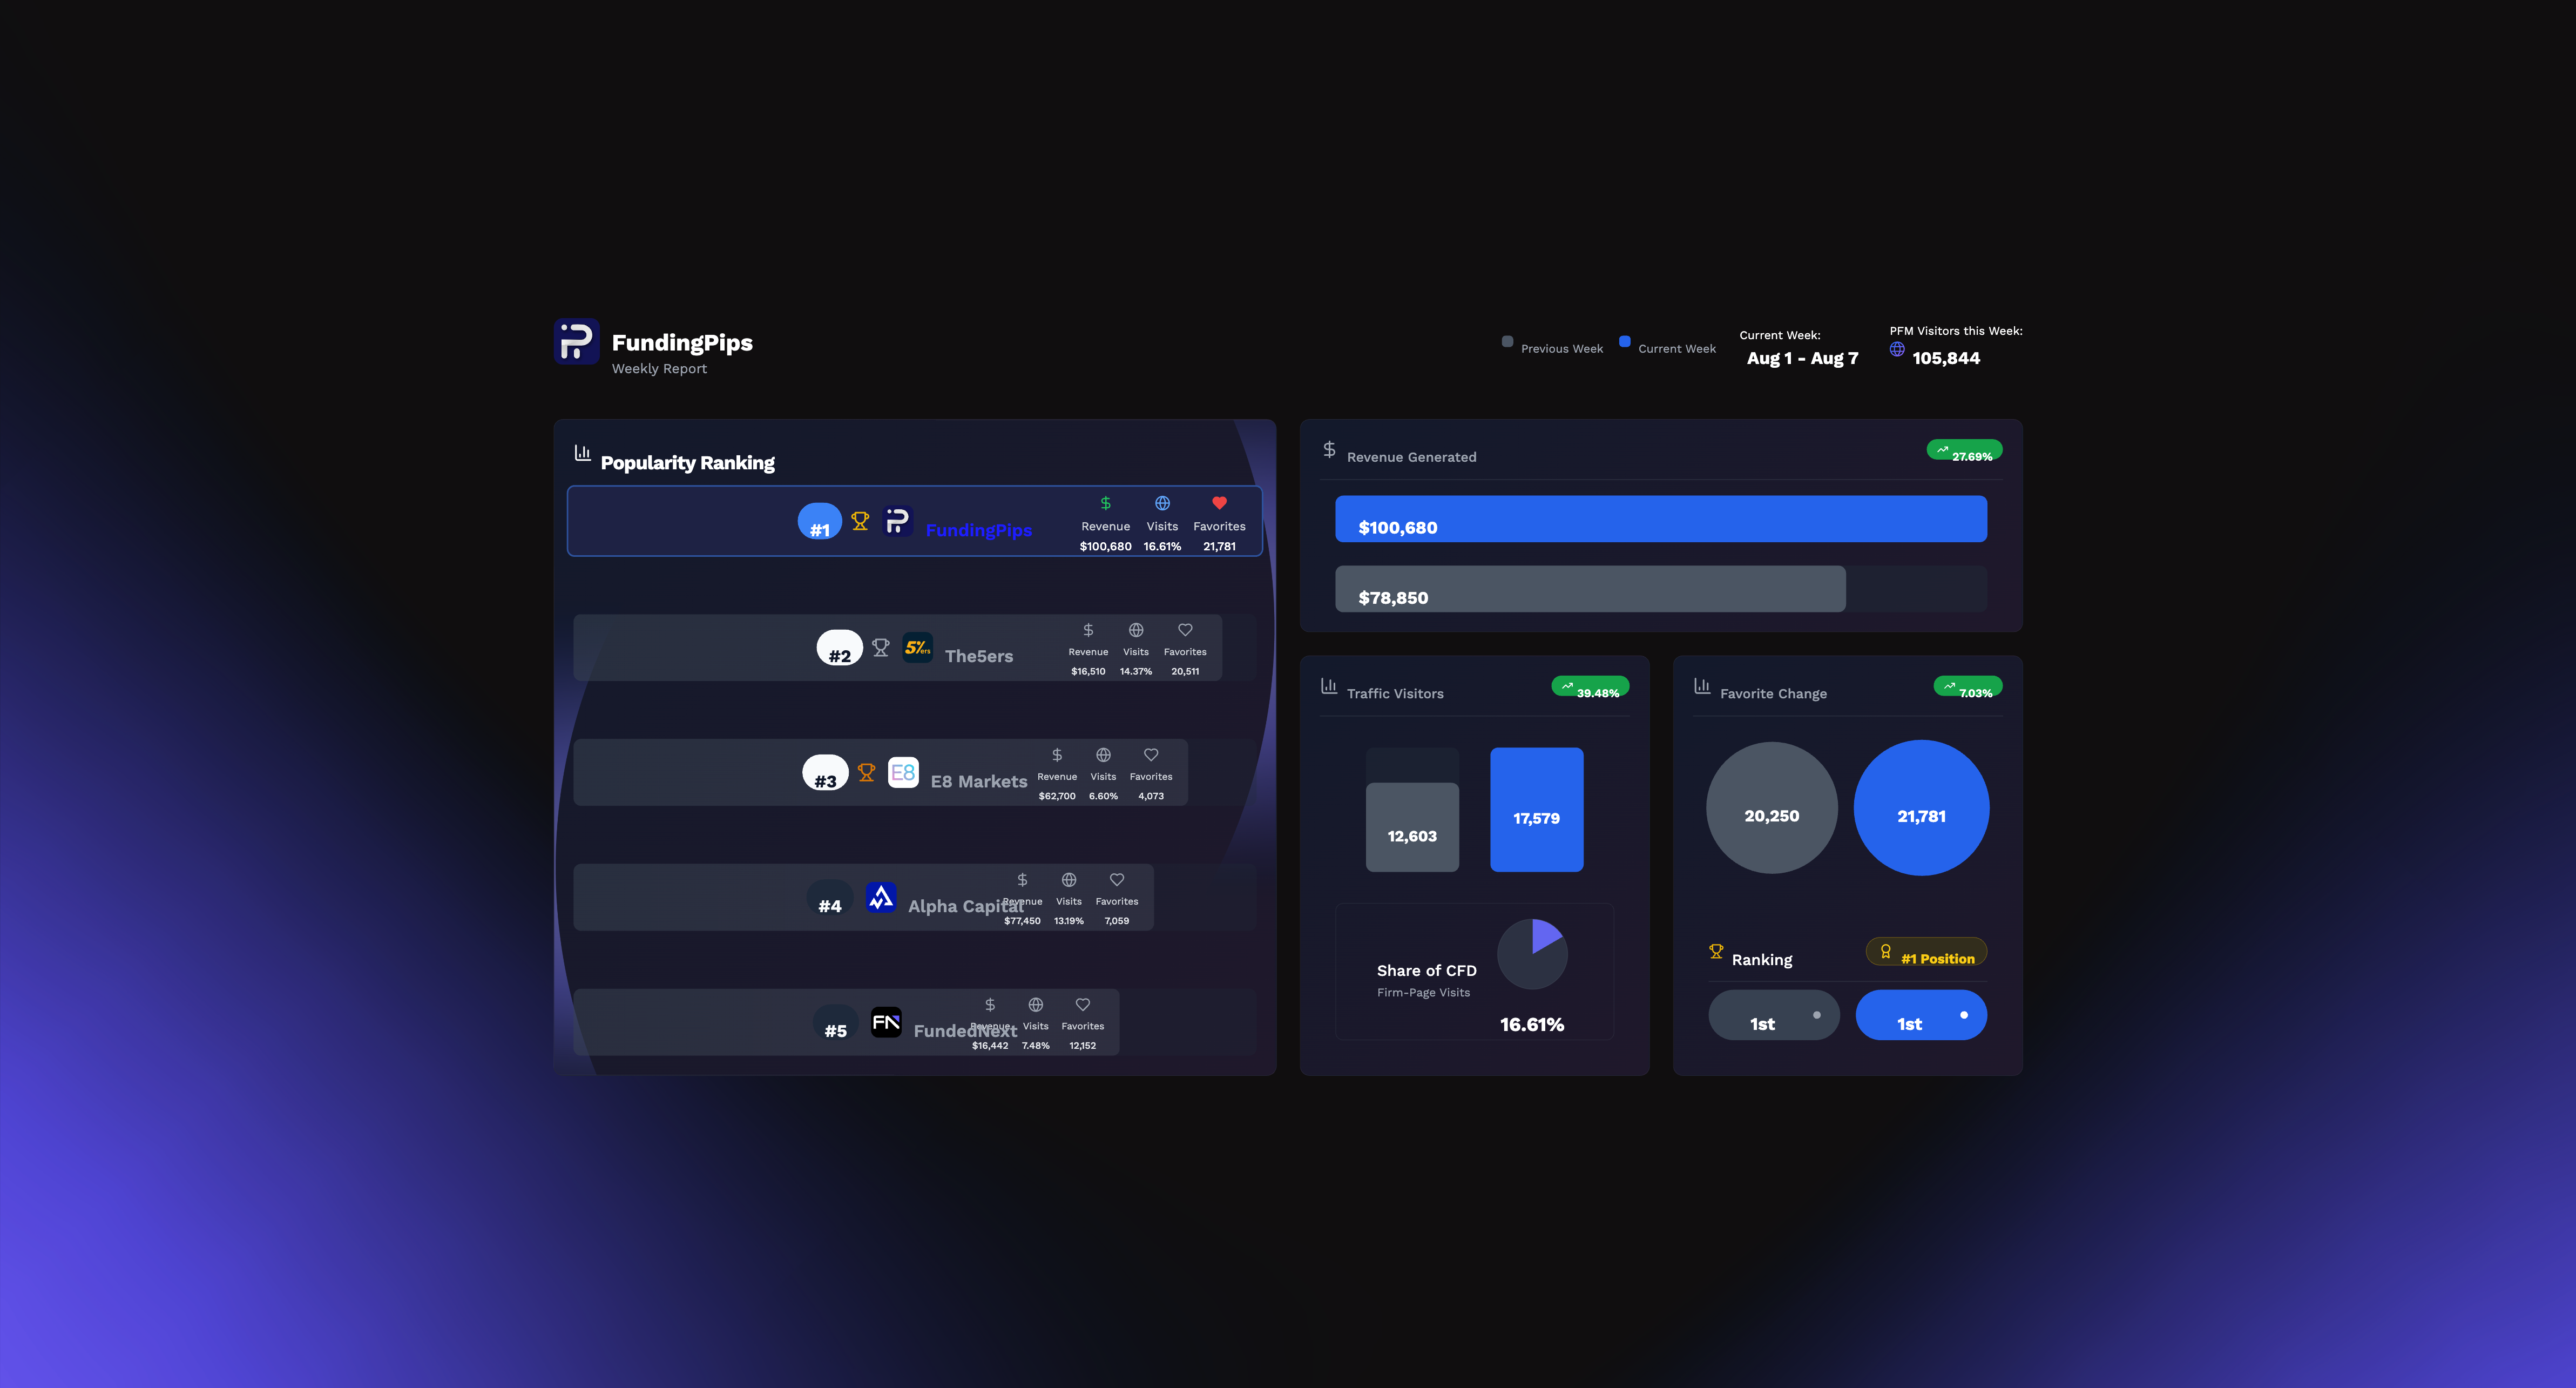 FundingPips
Weekly Report
Previous Week
Current Week
Current Week:
Aug 1 - Aug 7
PFM Visitors this Week:
105,844
Popularity Ranking
#1
FundingPips
Revenue
Visits
Favorites
$100,680
16.61%
21,781
#2
5%ers
The5ers
Revenue
Visits
Favorites
$16,510
14.37%
20,511
#3
E8
E8 Markets
Revenue
Visits
Favorites
$62,700
6.60%
4,073
#4
Alpha Capital
Revenue
Visits
Favorites
$77,450
13.19%
7,059
#5
FN
FundedNext
Revenue
Visits
Favorites
$16,442
7.48%
12,152
Revenue Generated
27.69%
$100,680
$78,850
Traffic Visitors
39.48%
12,603
17,579
Share of CFD
Firm-Page Visits
16.61%
Favorite Change
7.03%
20,250
21,781
Ranking
#1 Position
1st
1st